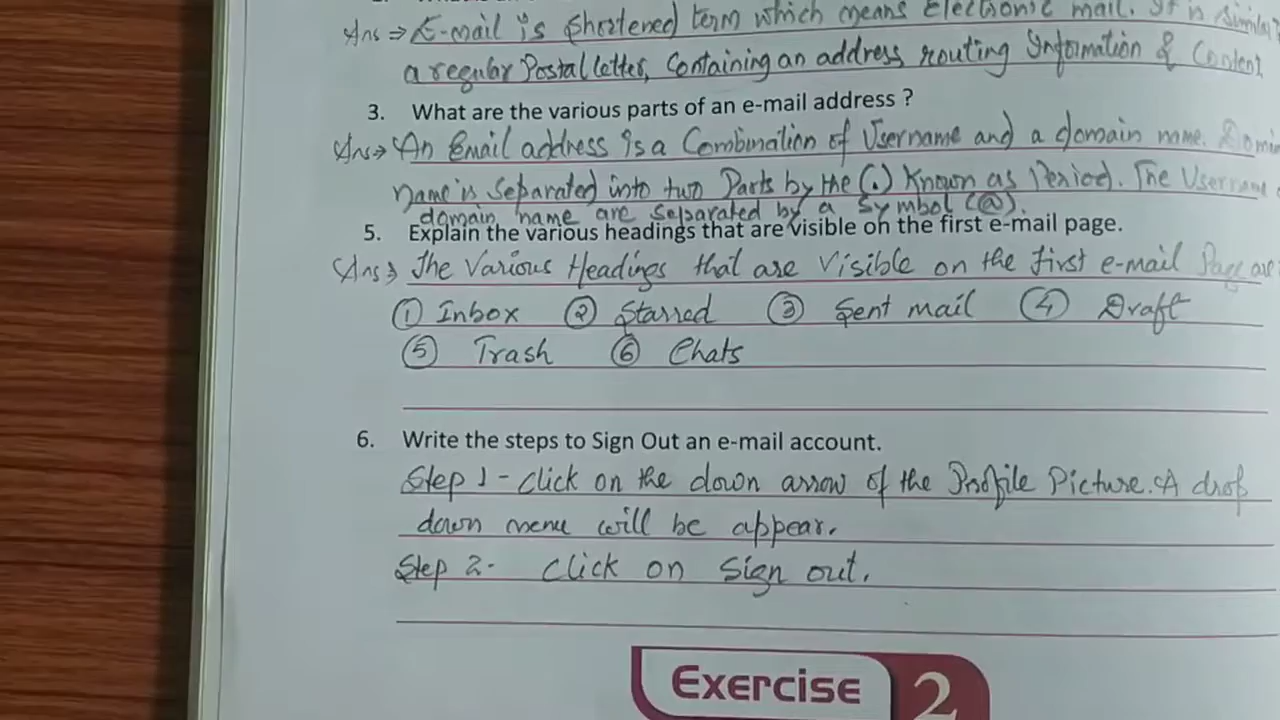 Ans ⇒ E-mail is shortened term which means Electronic mail. It is similar
a regular Postal letter, Containing an address routing Information & Content
3. What are the various parts of an e-mail address ?
Ans⇒ An Email address is a Combination of Username and a domain name. Domain
name is Separated into two Parts by the (.) Known as Period. The Username
domain name are separated by a symbol (@).
5. Explain the various headings that are visible on the first e-mail page.
Ans⇒ The Various Headings that are visible on the first e-mail Page are
① Inbox ② Starred ③ Sent mail ④ Draft
⑤ Trash ⑥ Chats
6. Write the steps to Sign Out an e-mail account.
Step 1 - click on the down arrow of the Profile Picture. A drop
down menu will be appear.
Step 2- click on Sign out.
Exercise 2